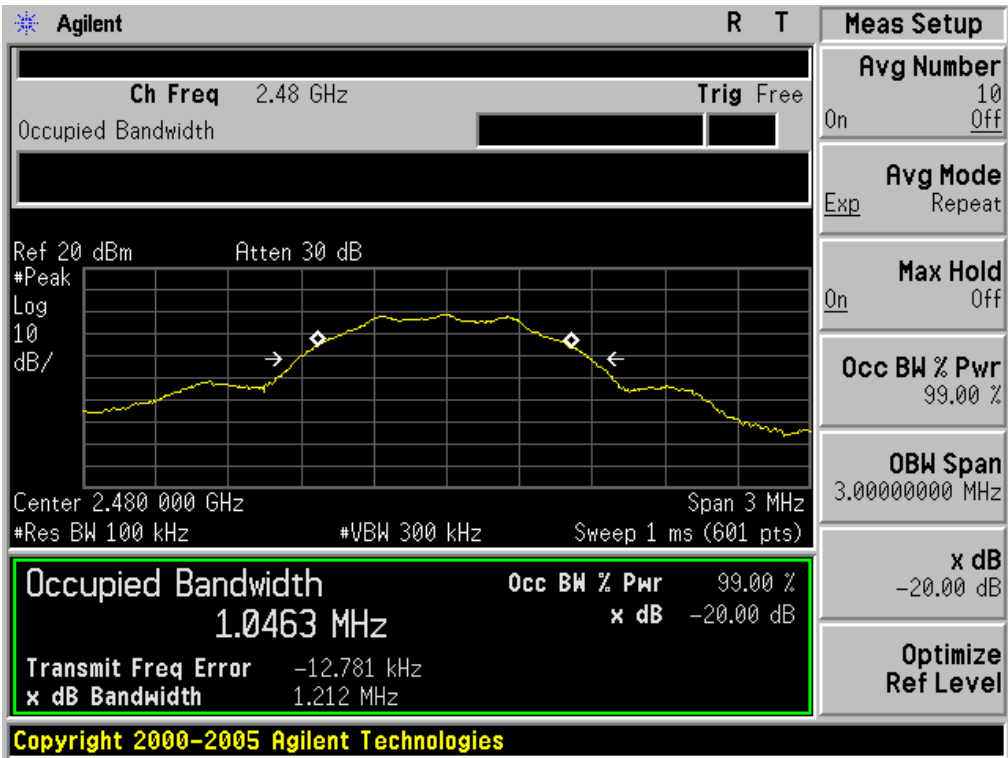 Agilent R T
Ch Freq 2.48 GHz Trig Free
Occupied Bandwidth
Ref 20 dBm Atten 30 dB
#Peak
Log
10
dB/
Center 2.480 000 GHz Span 3 MHz
#Res BW 100 kHz #VBW 300 kHz Sweep 1 ms (601 pts)
Occupied Bandwidth Occ BW % Pwr 99.00 %
1.0463 MHz x dB -20.00 dB
Transmit Freq Error -12.781 kHz
x dB Bandwidth 1.212 MHz
Copyright 2000-2005 Agilent Technologies
Meas Setup
Avg Number
10
On Off
Avg Mode
Exp Repeat
Max Hold
On Off
Occ BW % Pwr
99.00 %
OBW Span
3.00000000 MHz
x dB
-20.00 dB
Optimize
Ref Level